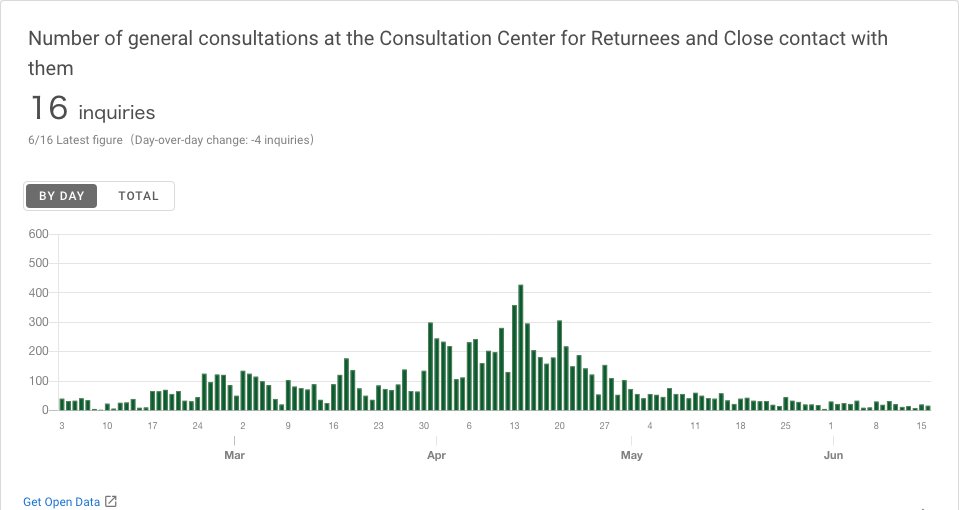 Number of general consultations at the Consultation Center for Returnees and Close contact with
them
16 inquiries
6/16 Latest figure（Day-over-day change: -4 inquiries）
BY DAY TOTAL
600
500
400
300
200
100
0
3 10 17 24 2 9 16 23 30 6 13 20 27 4 11 18 25 1 8 15
Mar Apr May Jun
Get Open Data